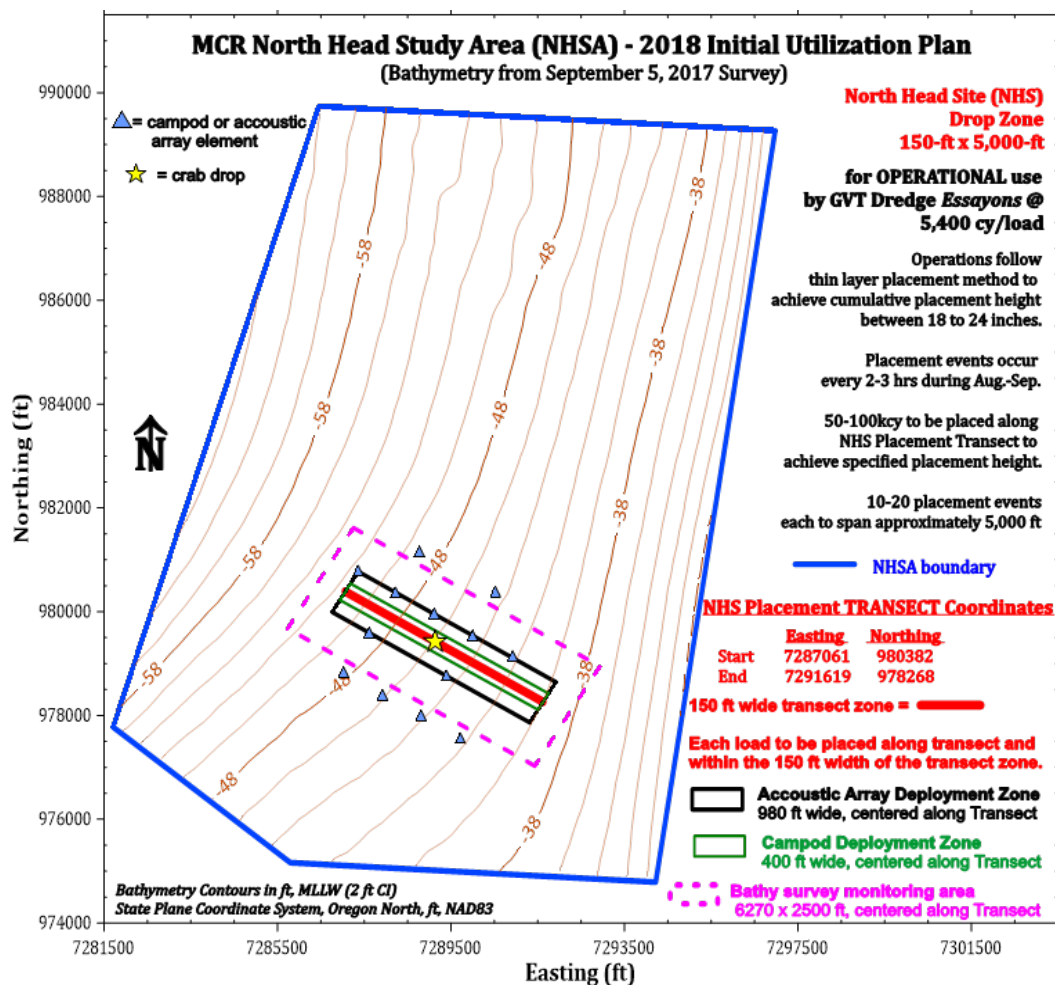 MCR North Head Study Area (NHSA) - 2018 Initial Utilization Plan
(Bathymetry from September 5, 2017 Survey)
= campod or accoustic
array element
= crab drop
North Head Site (NHS)
Drop Zone
150-ft x 5,000-ft
for OPERATIONAL use
by GVT Dredge Essayons @
5,400 cy/load
Operations follow
thin layer placement method to
achieve cumulative placement height
between 18 to 24 inches.
Placement events occur
every 2-3 hrs during Aug.-Sep.
50-100kcy to be placed along
NHS Placement Transect to
achieve specified placement height.
10-20 placement events
each to span approximately 5,000 ft
NHSA boundary
NHS Placement TRANSECT Coordinates
Easting Northing
Start 7287061 980382
End 7291619 978268
150 ft wide transect zone =
Each load to be placed along transect and
within the 150 ft width of the transect zone.
Accoustic Array Deployment Zone
980 ft wide, centered along Transect
Campod Deployment Zone
400 ft wide, centered along Transect
Bathy survey monitoring area
6270 x 2500 ft, centered along Transect
N
-58
-48
-38
-58
-48
-38
-58
-48
-38
-58
-48
-38
-58
-48
-38
-48
-38
Bathymetry Contours in ft, MLLW (2 ft CI)
State Plane Coordinate System, Oregon North, ft, NAD83
Northing (ft)
990000
988000
986000
984000
982000
980000
978000
976000
974000
7281500 7285500 7289500 7293500 7297500 7301500
Easting (ft)